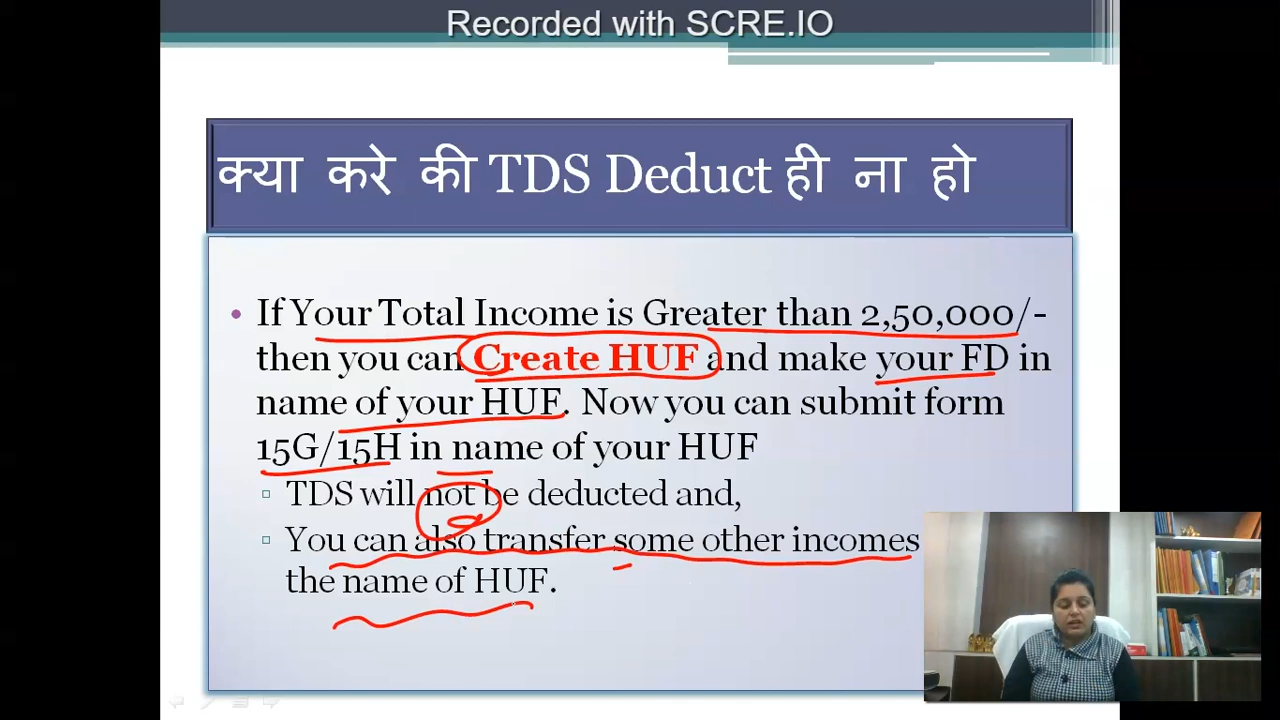 Recorded with SCRE.IO
क्या करे की TDS Deduct ही ना हो
• If Your Total Income is Greater than 2,50,000/-
then you can Create HUF and make your FD in
name of your HUF. Now you can submit form
15G/15H in name of your HUF
▫ TDS will not be deducted and,
▫ You can also transfer some other incomes
the name of HUF.